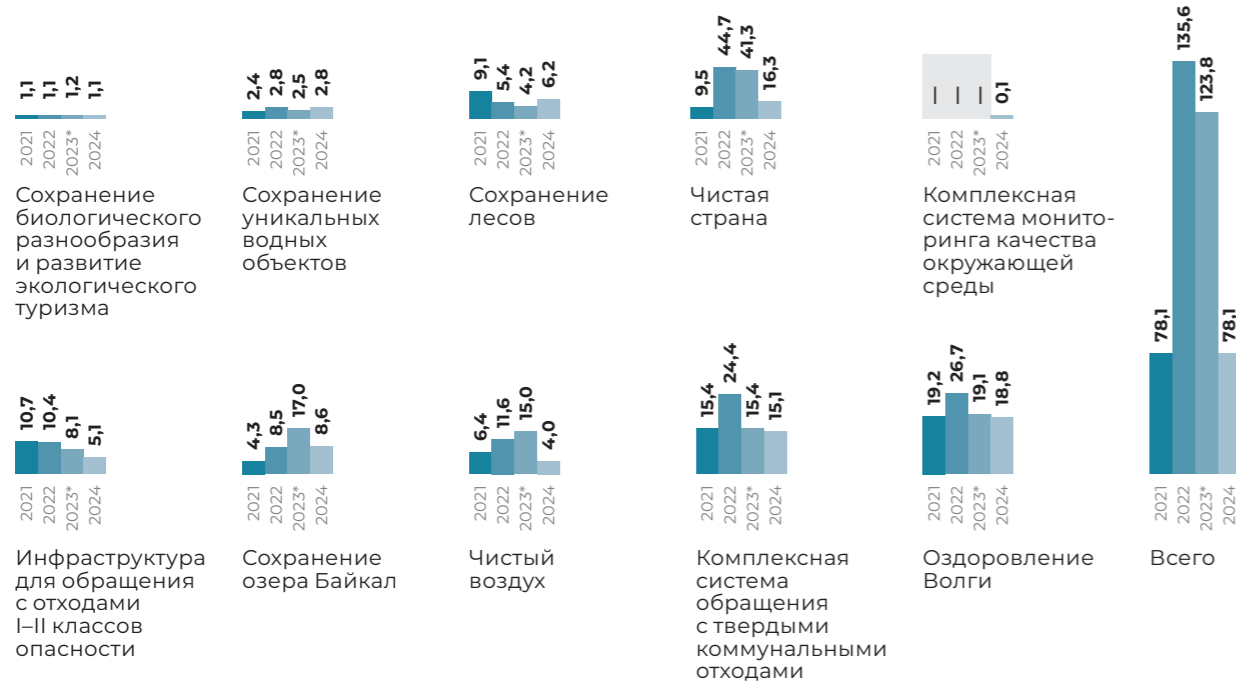 1,1 1,1 1,2 1,1
2021 2022 2023* 2024
Сохранение
биологического
разнообразия
и развитие
экологического
туризма
2,4 2,8 2,5 2,8
2021 2022 2023* 2024
Сохранение
уникальных
водных
объектов
9,1 5,4 4,2 6,2
2021 2022 2023* 2024
Сохранение
лесов
9,5 44,7 41,3 16,3
2021 2022 2023* 2024
Чистая
страна
— — — 0,1
2021 2022 2023* 2024
Комплексная
система монито-
ринга качества
окружающей
среды
10,7 10,4 8,1 5,1
2021 2022 2023* 2024
Инфраструктура
для обращения
с отходами
I–II классов
опасности
4,3 8,5 17,0 8,6
2021 2022 2023* 2024
Сохранение
озера Байкал
6,4 11,6 15,0 4,0
2021 2022 2023* 2024
Чистый
воздух
15,4 24,4 15,4 15,1
2021 2022 2023* 2024
Комплексная
система
обращения
с твердыми
коммунальными
отходами
19,2 26,7 19,1 18,8
2021 2022 2023* 2024
Оздоровление
Волги
78,1 135,6 123,8 78,1
2021 2022 2023* 2024
Всего